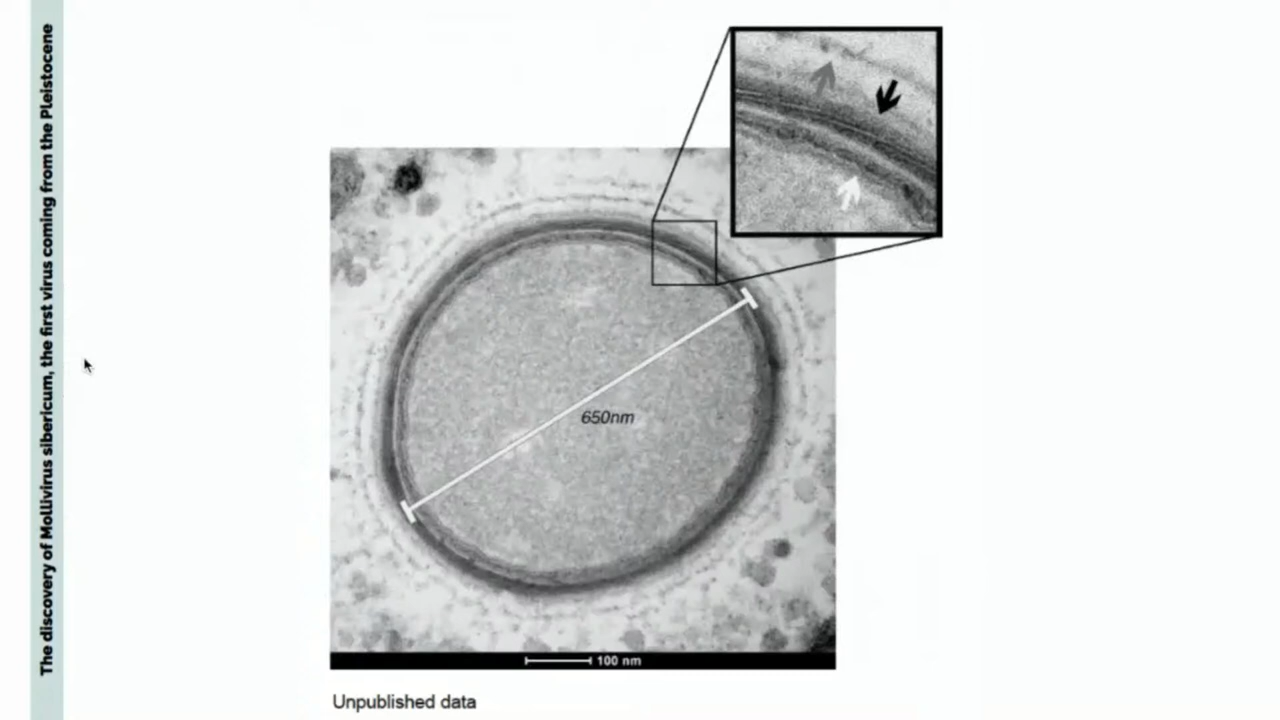 The discovery of Mollivirus sibericum, the first virus coming from the Pleistocene
650nm
100 nm
Unpublished data